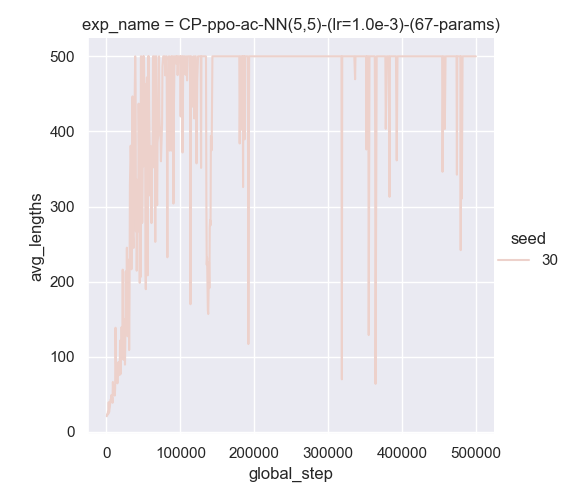 exp_name = CP-ppo-ac-NN(5,5)-(lr=1.0e-3)-(67-params)
500
400
300
200
100
0
avg_lengths
0 100000 200000 300000 400000 500000
global_step
seed
30